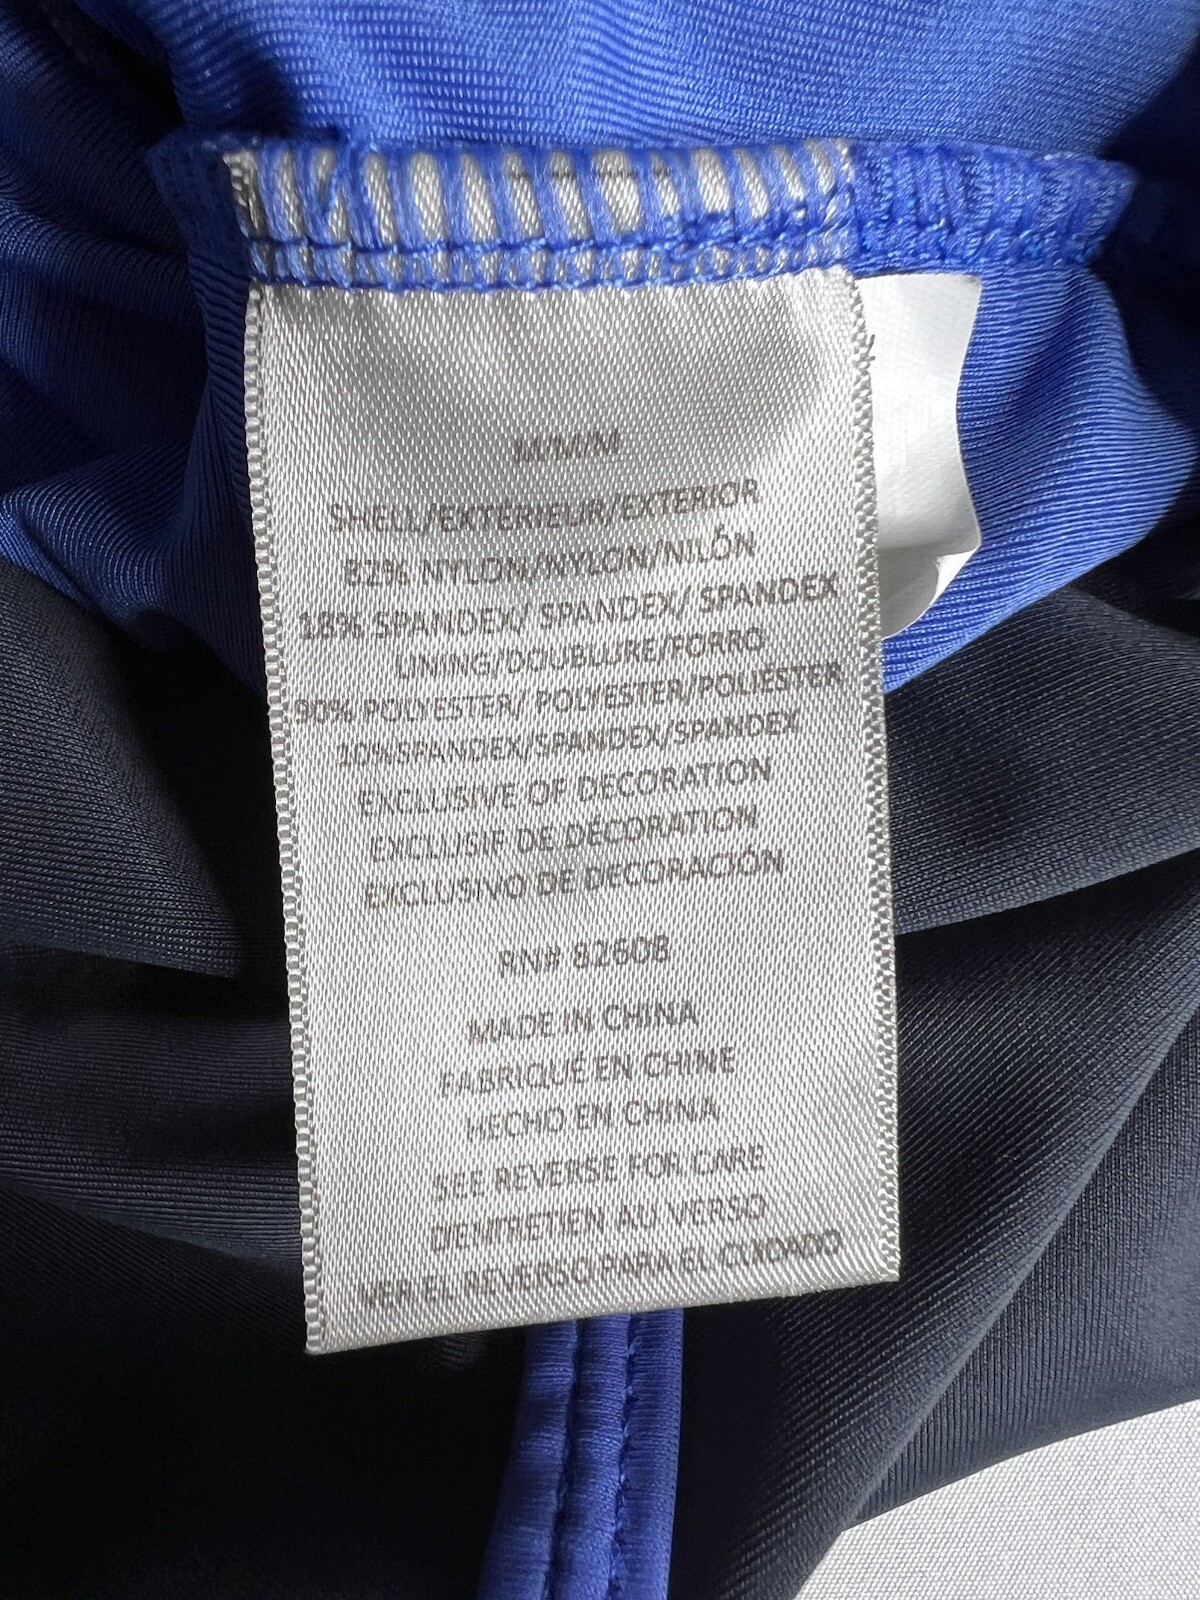 M/M/M
SHELL/EXTÉRIEUR/EXTERIOR
82% NYLON/NYLON/NILÓN
18% SPANDEX/ SPANDEX/ SPANDEX
LINING/DOUBLURE/FORRO
90% POLYESTER/ POLYESTER/POLIÉSTER
10%SPANDEX/SPANDEX/SPANDEX
EXCLUSIVE OF DECORATION
EXCLUSIF DE DÉCORATION
EXCLUSIVO DE DECORACIÓN
RN# 82608
MADE IN CHINA
FABRIQUÉ EN CHINE
HECHO EN CHINA
SEE REVERSE FOR CARE
D'ENTRETIEN AU VERSO
VER EL REVERSO PARA EL CUIDADO